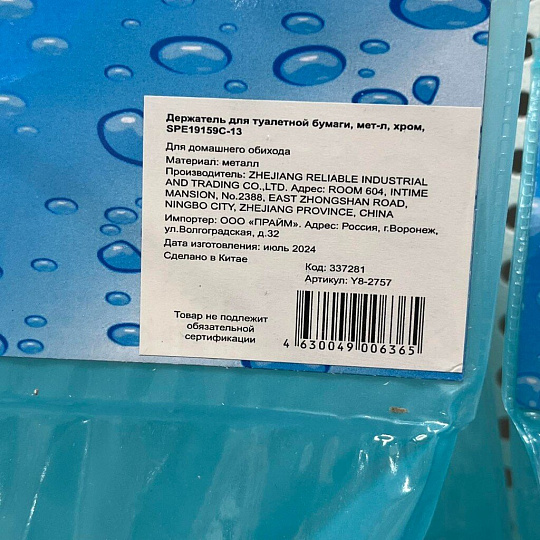 Держатель для туалетной бумаги, мет-л, хром,
SPE19159C-13
Для домашнего обихода
Материал: металл
Производитель: ZHEJIANG RELIABLE INDUSTRIAL
AND TRADING CO.,LTD. Адрес: ROOM 604, INTIME
MANSION, No.2388, EAST ZHONGSHAN ROAD,
NINGBO CITY, ZHEJIANG PROVINCE, CHINA
Импортер: ООО «ПРАЙМ». Адрес: Россия, г.Воронеж,
ул.Волгоградская, д.32
Дата изготовления: июль 2024
Сделано в Китае
Код: 337281
Артикул: Y8-2757
Товар не подлежит
обязательной
сертификации
4 630049 006365